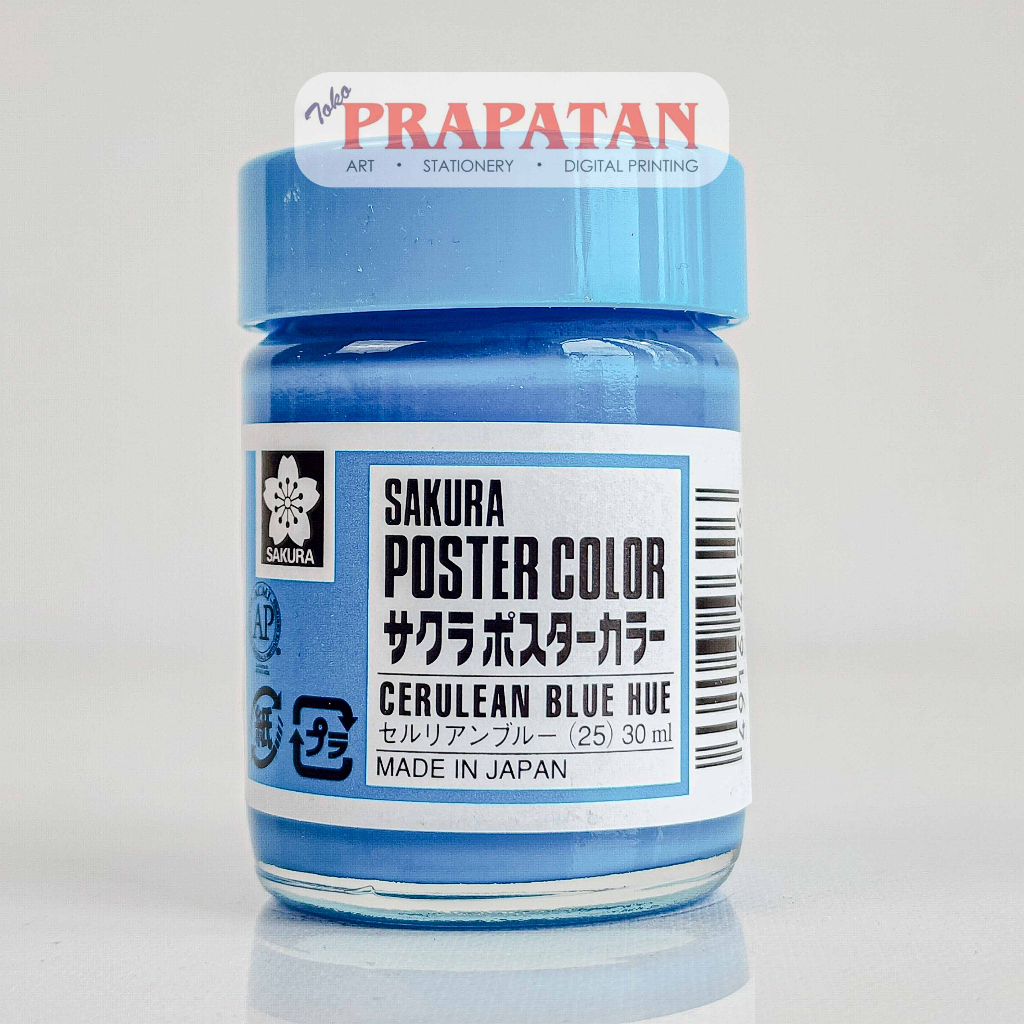 Toko
PRAPATAN
ART • STATIONERY • DIGITAL PRINTING
SAKURA
AP
紙
プラ
SAKURA
POSTER COLOR
サクラ ポスターカラー
CERULEAN BLUE HUE
セルリアンブルー (25) 30 ml
MADE IN JAPAN